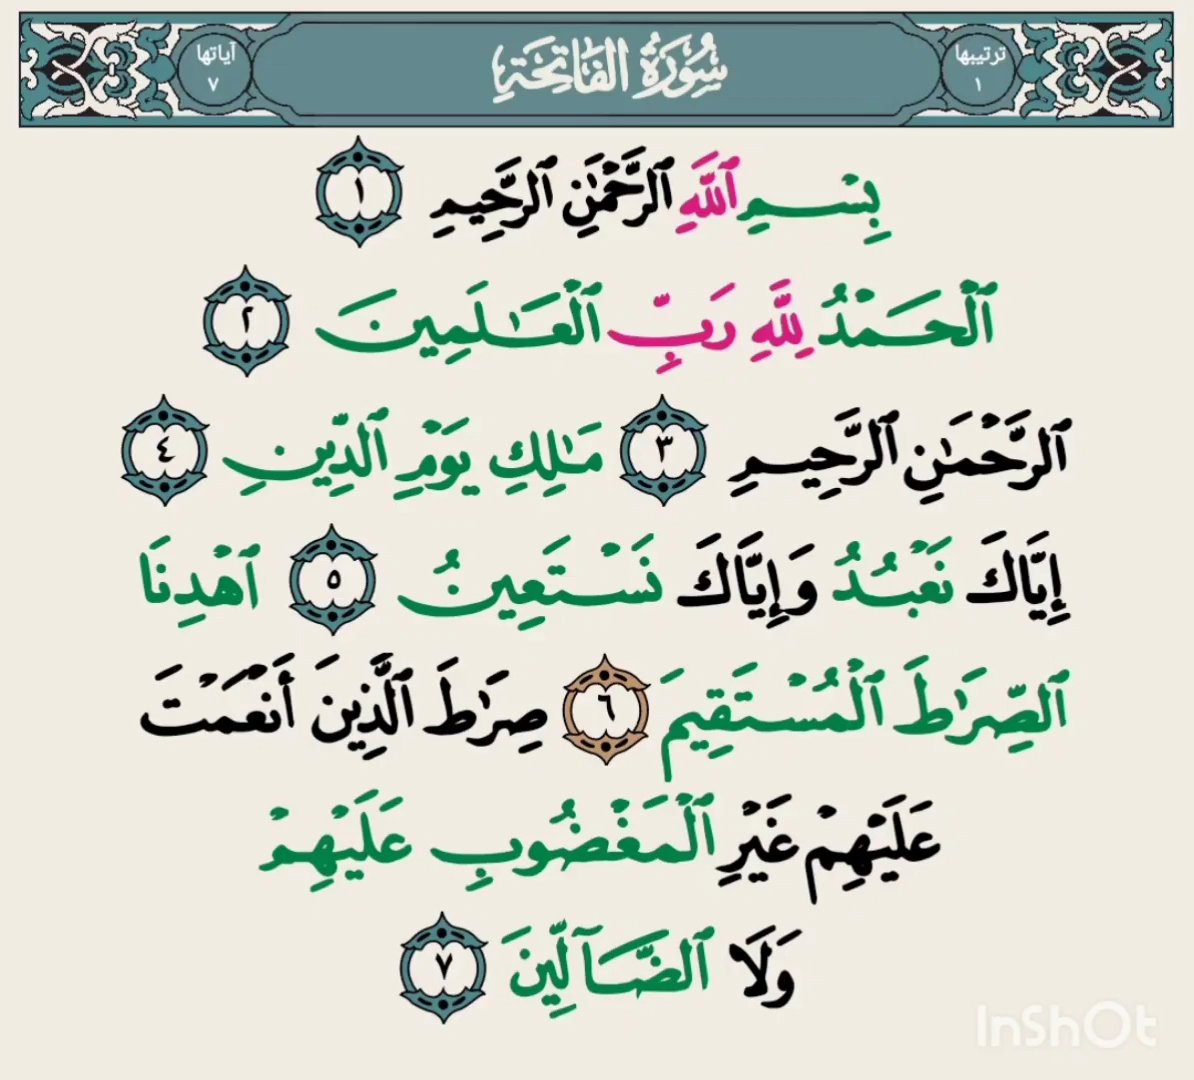 ترتيبها ١ سُورَةُ الفَاتِحَةِ آياتها ٧
بِسْمِ ٱللَّهِ ٱلرَّحْمَٰنِ ٱلرَّحِيمِ ١
ٱلْحَمْدُ لِلَّهِ رَبِّ ٱلْعَٰلَمِينَ ٢
ٱلرَّحْمَٰنِ ٱلرَّحِيمِ ٣ مَٰلِكِ يَوْمِ ٱلدِّينِ ٤
إِيَّاكَ نَعْبُدُ وَإِيَّاكَ نَسْتَعِينُ ٥ ٱهْدِنَا
ٱلصِّرَٰطَ ٱلْمُسْتَقِيمَ ٦ صِرَٰطَ ٱلَّذِينَ أَنْعَمْتَ
عَلَيْهِمْ غَيْرِ ٱلْمَغْضُوبِ عَلَيْهِمْ
وَلَا ٱلضَّآلِّينَ ٧
InShOt